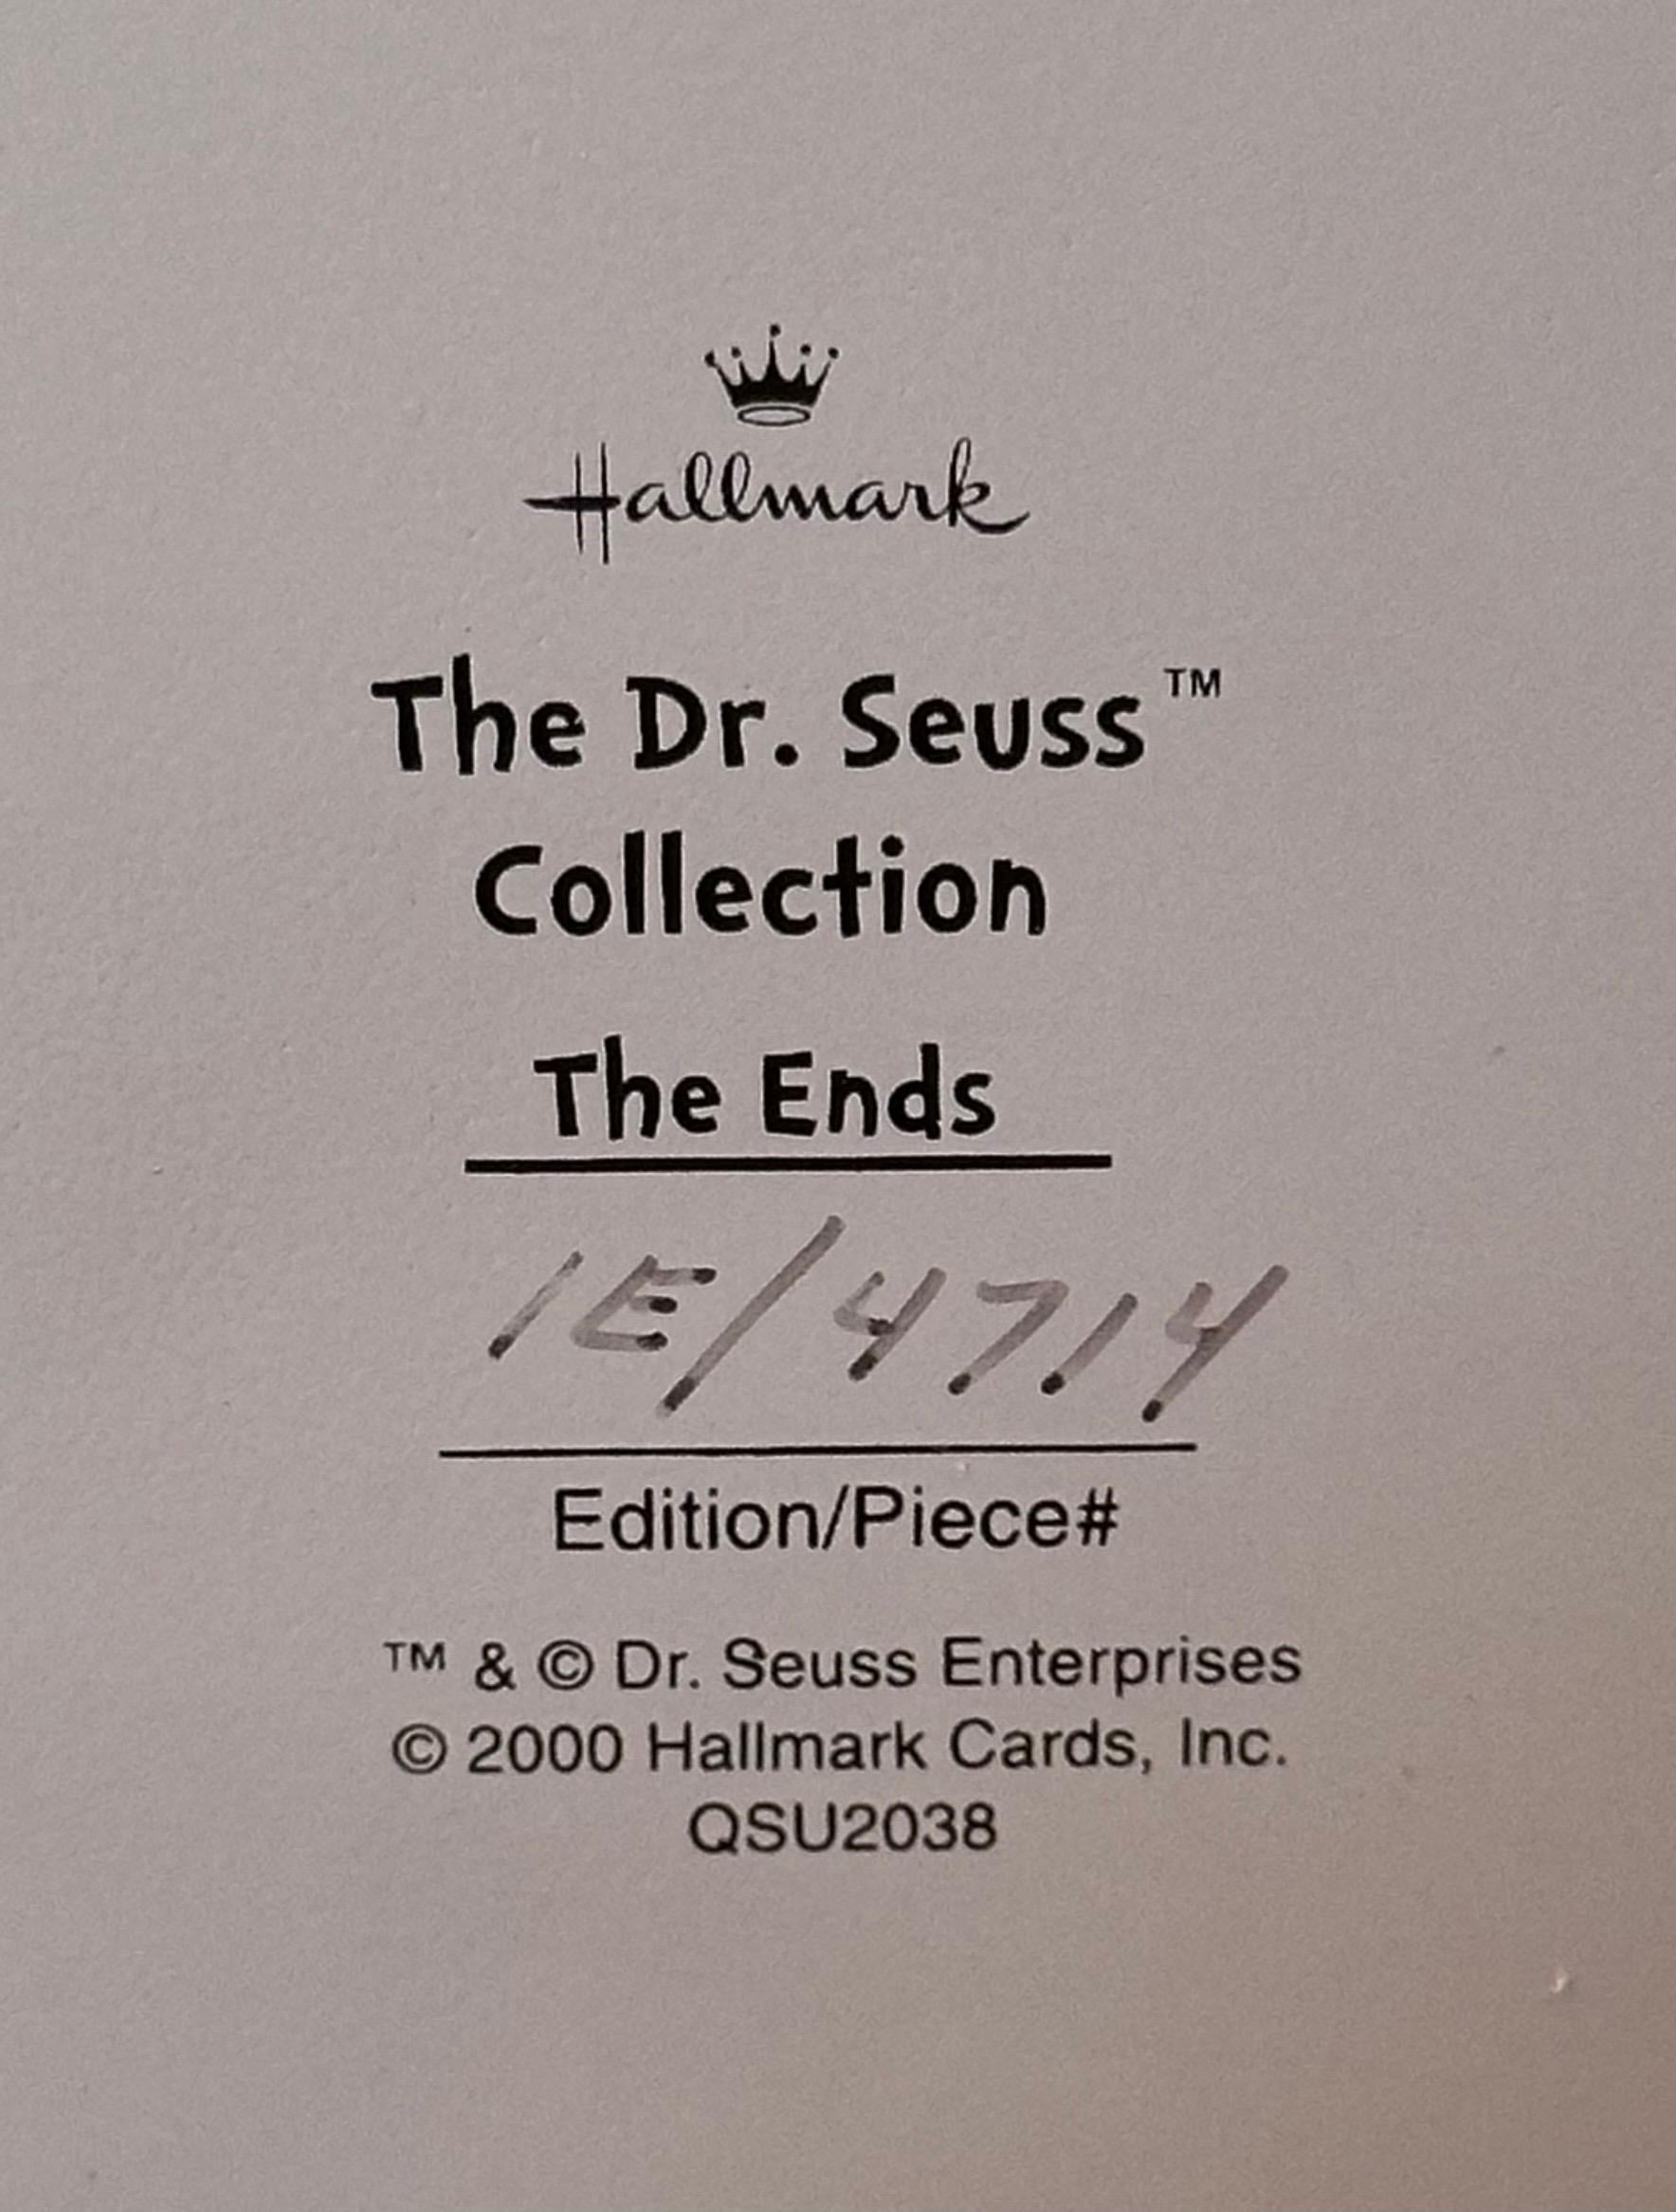 Hallmark
The Dr. Seuss™
Collection
The Ends
1E/4714
Edition/Piece#
™ & © Dr. Seuss Enterprises
© 2000 Hallmark Cards, Inc.
QSU2038